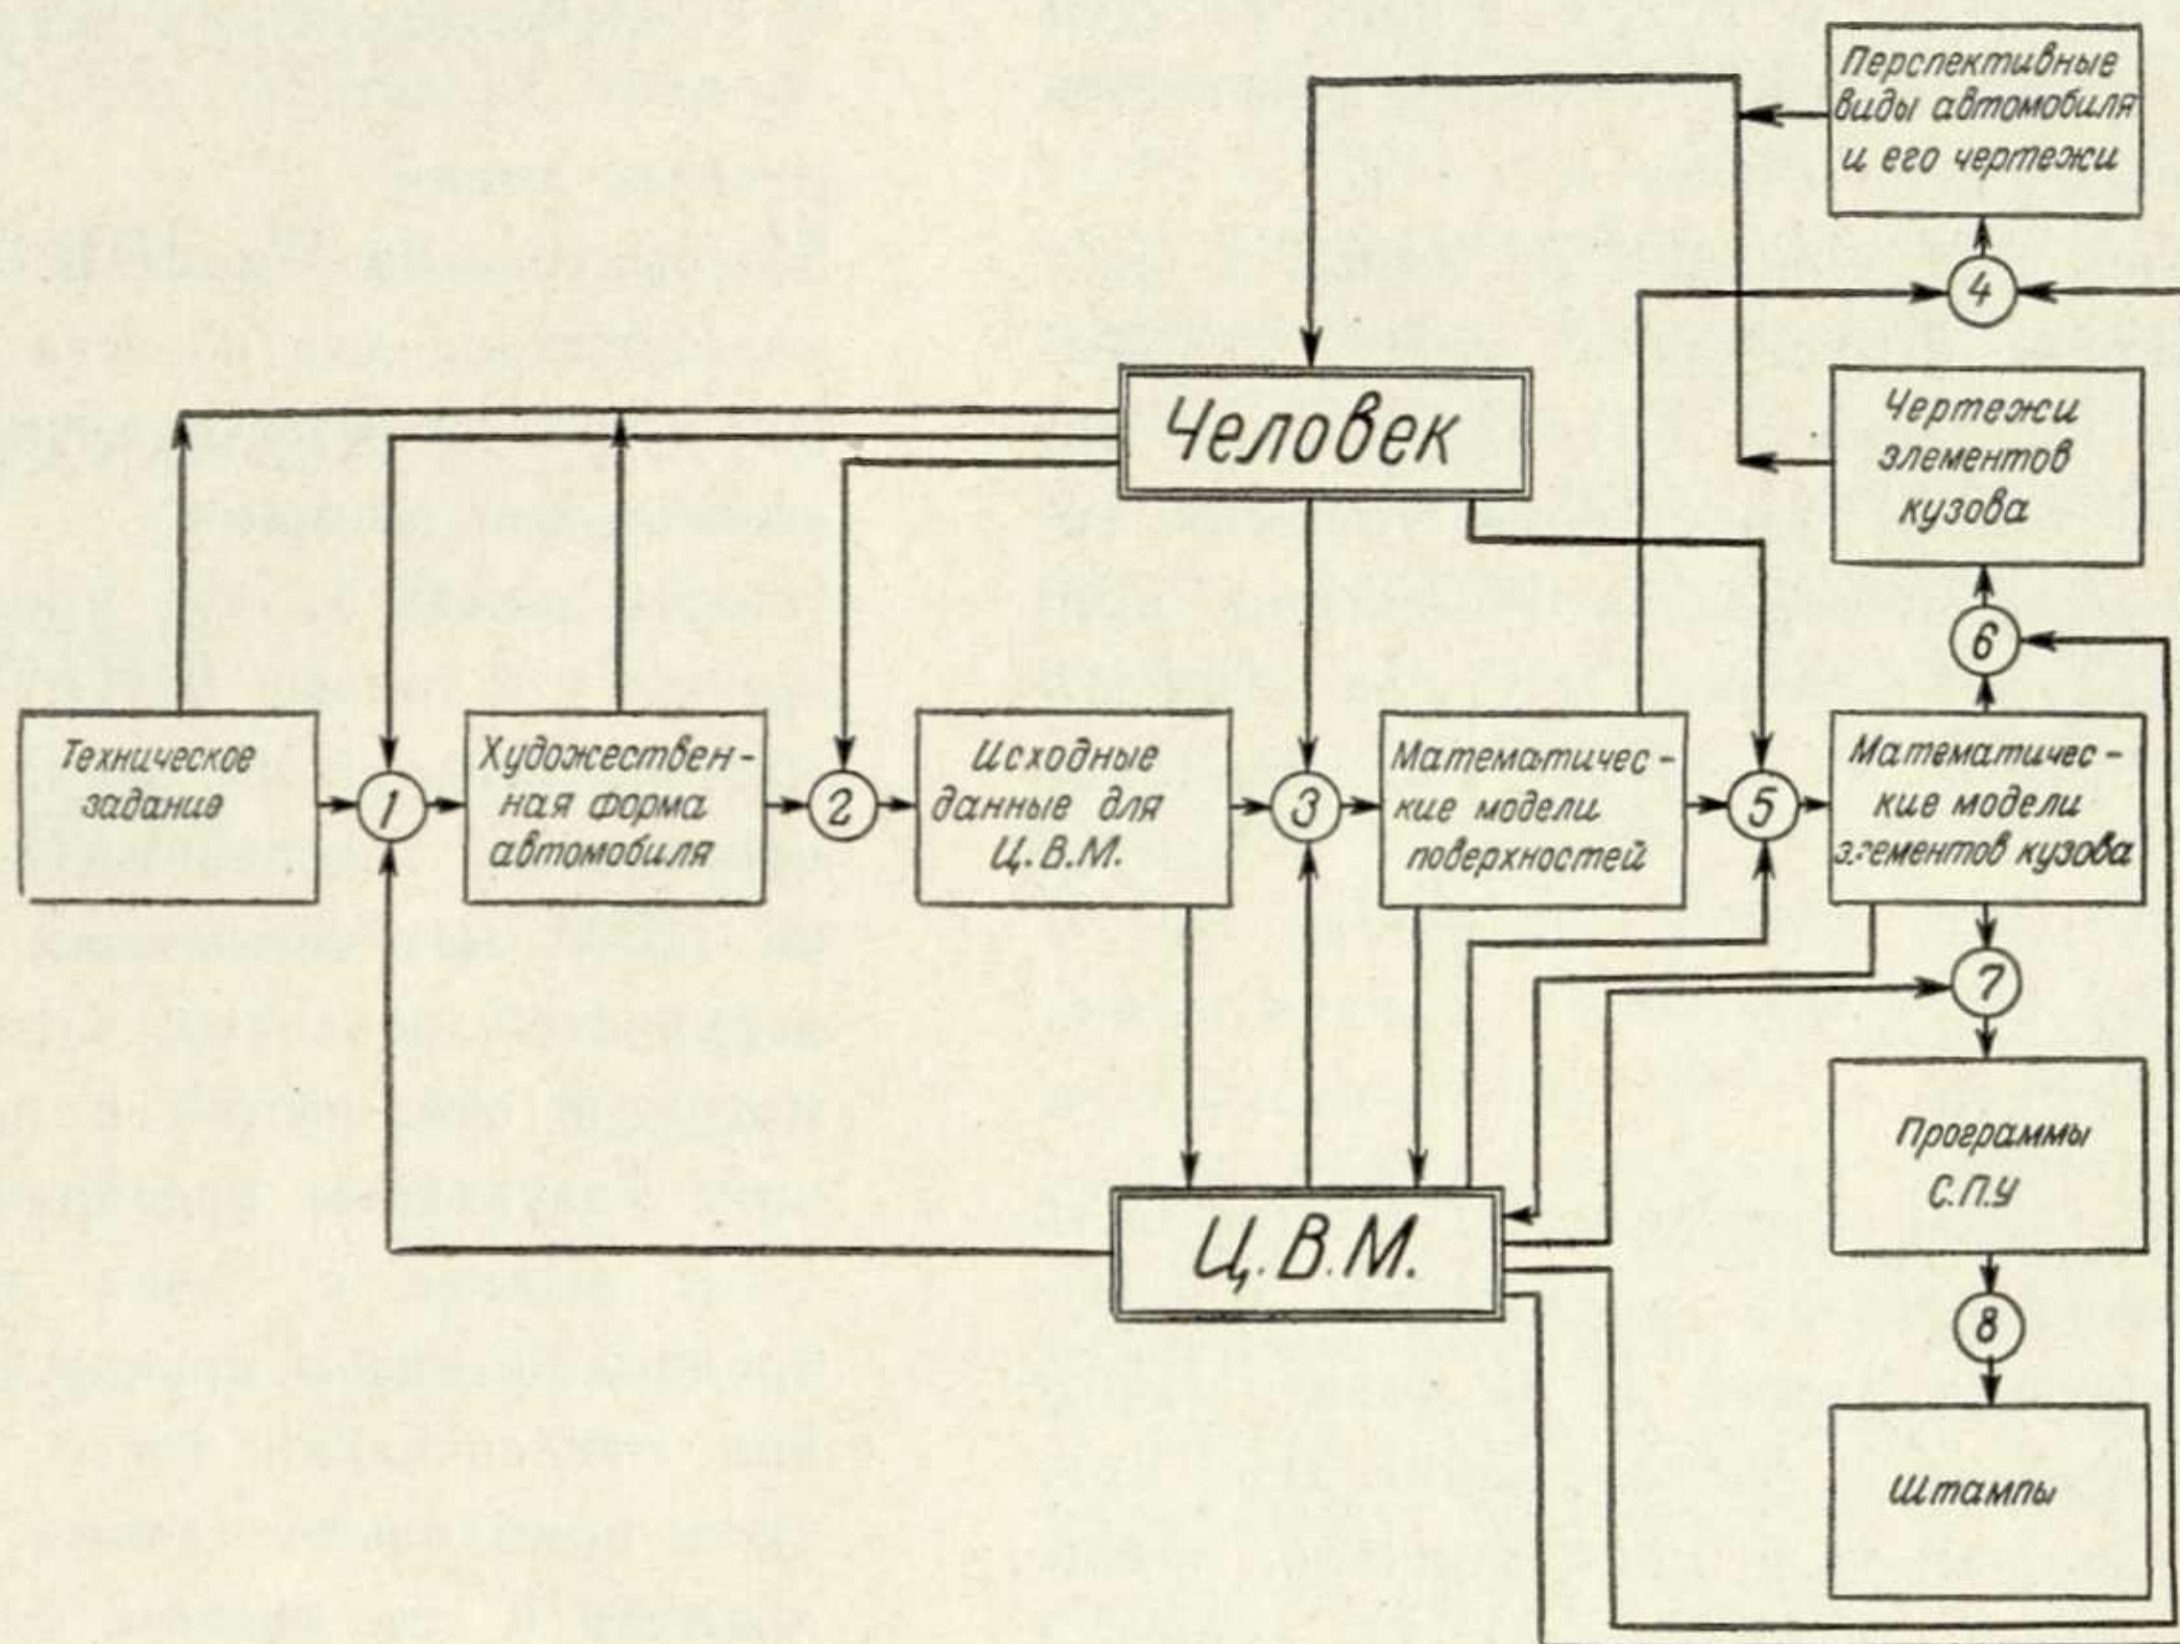 Перспективные
виды автомобиля
и его чертежи
4
Человек
Чертежи
элементов
кузова
6
Техническое
задание
1
Художествен-
ная форма
автомобиля
2
Исходные
данные для
Ц.В.М.
3
Математичес-
кие модели
поверхностей
5
Математичес-
кие модели
элементов кузова
7
Программы
С.П.У
Ц.В.М.
8
Штампы